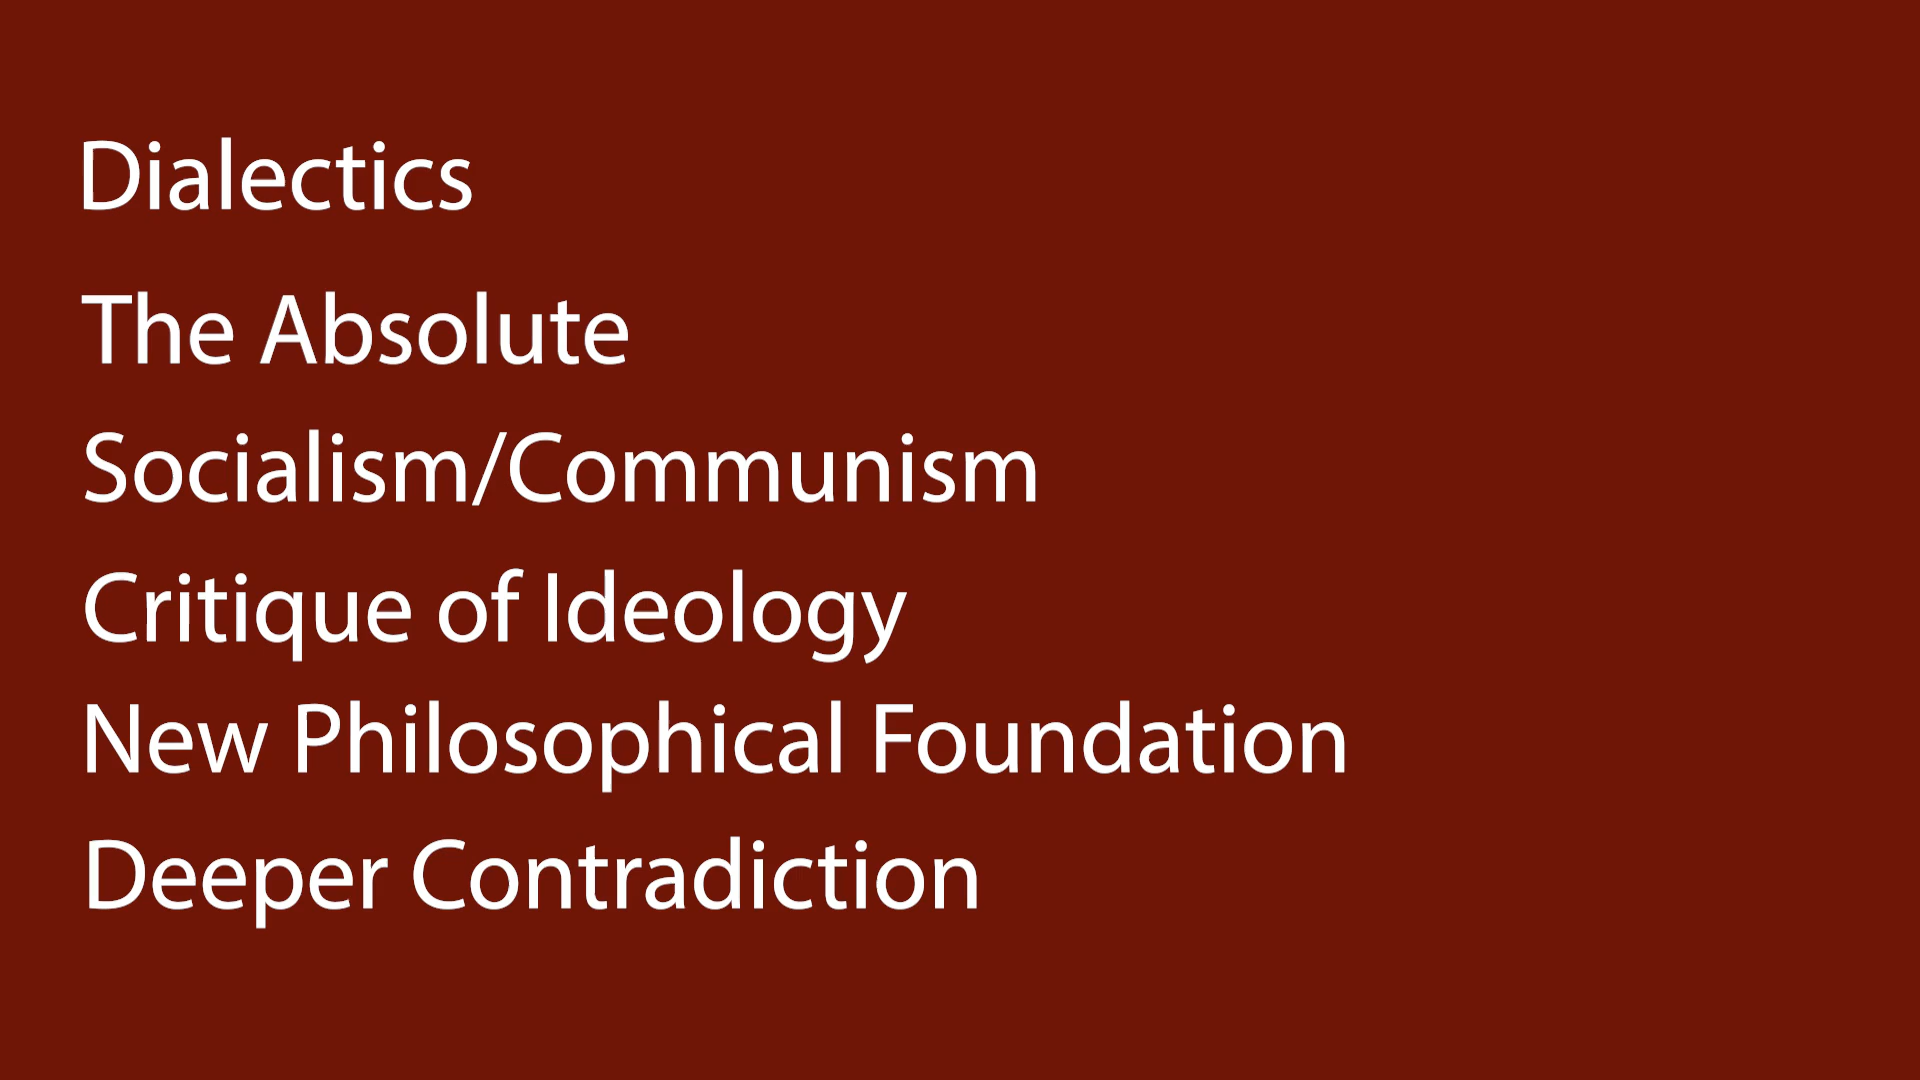 Dialectics
The Absolute
Socialism/Communism
Critique of Ideology
New Philosophical Foundation
Deeper Contradiction